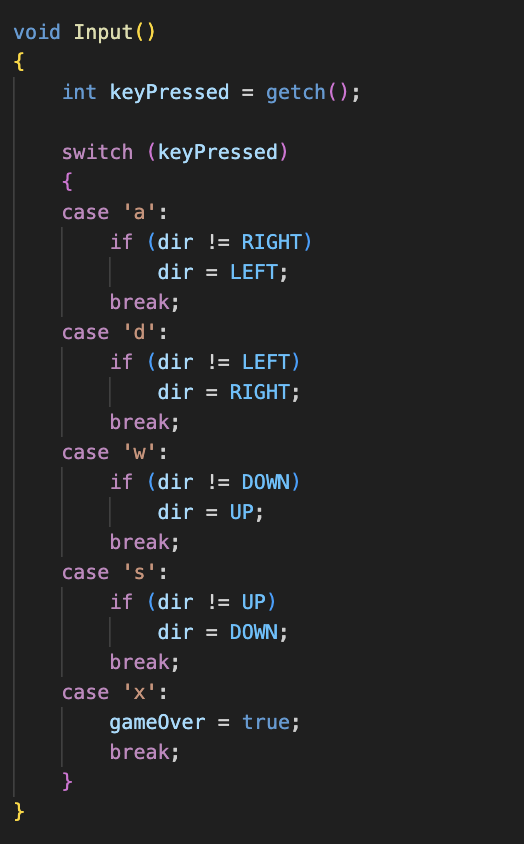 void Input()
{
    int keyPressed = getch();

    switch (keyPressed)
    {
    case 'a':
        if (dir != RIGHT)
            dir = LEFT;
        break;
    case 'd':
        if (dir != LEFT)
            dir = RIGHT;
        break;
    case 'w':
        if (dir != DOWN)
            dir = UP;
        break;
    case 's':
        if (dir != UP)
            dir = DOWN;
        break;
    case 'x':
        gameOver = true;
        break;
    }
}